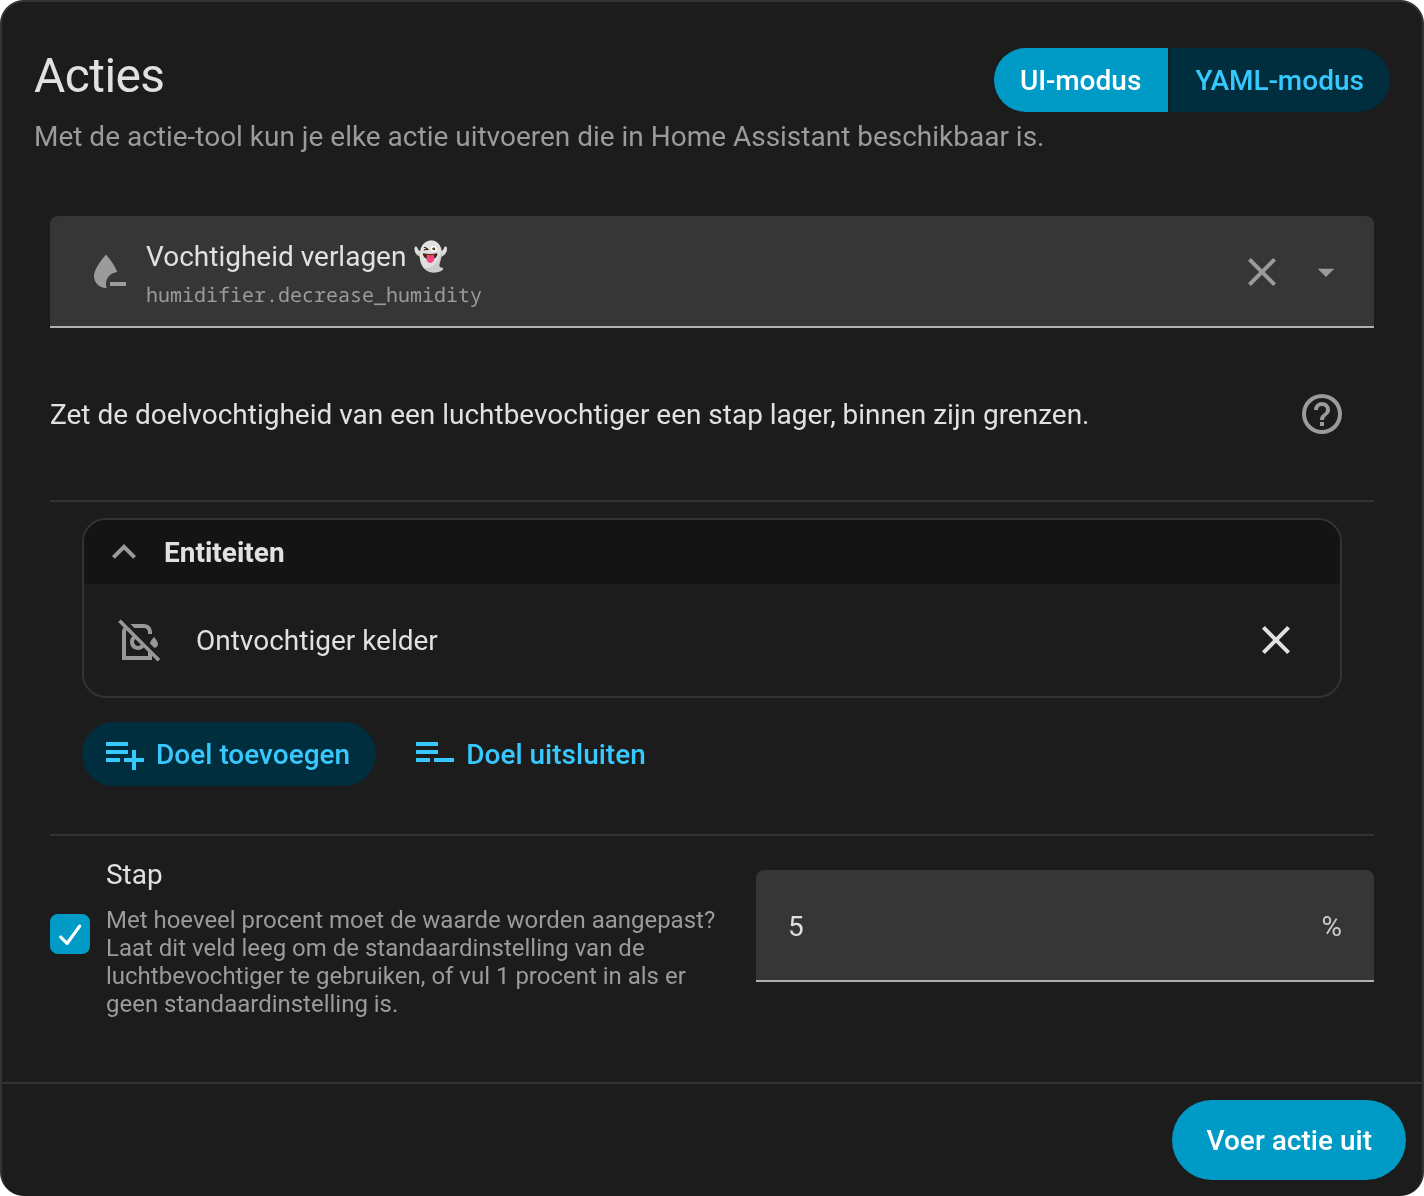 Acties
UI-modus
YAML-modus
Met de actie-tool kun je elke actie uitvoeren die in Home Assistant beschikbaar is.
Vochtigheid verlagen 👻
humidifier.decrease_humidity
Zet de doelvochtigheid van een luchtbevochtiger een stap lager, binnen zijn grenzen.
Entiteiten
Ontvochtiger kelder
Doel toevoegen
Doel uitsluiten
Stap
Met hoeveel procent moet de waarde worden aangepast?
Laat dit veld leeg om de standaardinstelling van de
luchtbevochtiger te gebruiken, of vul 1 procent in als er
geen standaardinstelling is.
5 %
Voer actie uit